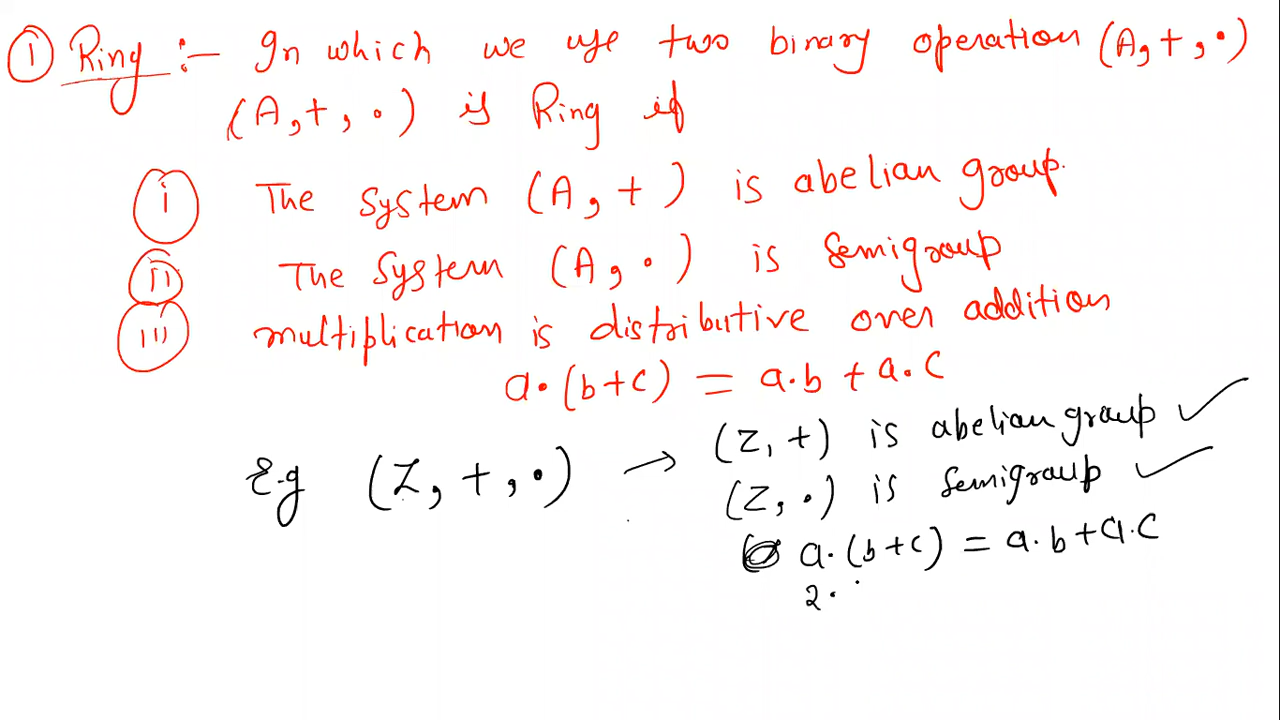 ① Ring :- In which we use two binary operation (A, +, •)
(A, +, •) is Ring if
i The system (A, +) is abelian group.
ii The system (A, •) is semigroup
iii multiplication is distributive over addition
a•(b+c) = a.b + a.c
E.g (Z, +, •) → (Z, +) is abelian group ✓
(Z, •) is semigroup ✓
a.(b+c) = a.b+a.c
2.